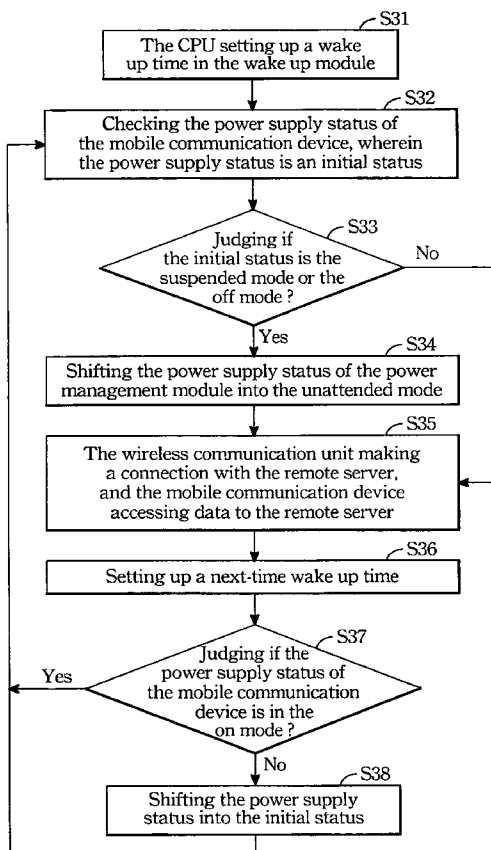 S31
The CPU setting up a wake
up time in the wake up module
S32
Checking the power supply status of
the mobile communication device, wherein
the power supply status is an initial status
S33
Judging if
the initial status is the
suspended mode or the
off mode ?
No
Yes
S34
Shifting the power supply status of the power
management module into the unattended mode
S35
The wireless communication unit making
a connection with the remote server,
and the mobile communication device
accessing data to the remote server
S36
Setting up a next-time wake up time
S37
Judging if the
power supply status of
the mobile communication
device is in the
on mode ?
Yes
No
S38
Shifting the power supply
status into the initial status